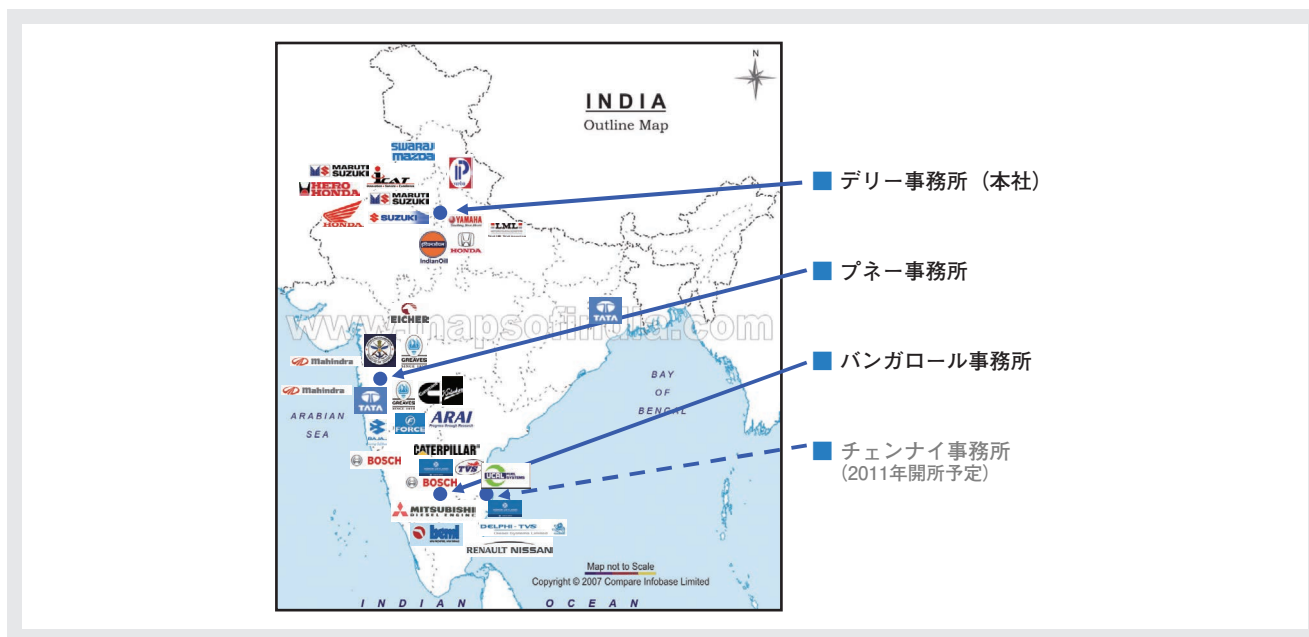 N
INDIA
Outline Map
SWARAJ
MAZDA
MARUTI
SUZUKI
iCAT
HERO
HONDA
MARUTI
SUZUKI
HONDA
SUZUKI
YAMAHA
LML
IndianOil
HONDA
■ デリー事務所（本社）
■ プネー事務所
EICHER
TATA
www.mapsofindia.com
Mahindra
GREAVES
■ バンガロール事務所
Mahindra
TATA
GREAVES
BAY
OF
BENGAL
ARABIAN
SEA
FORCE
ARAI
CATERPILLAR®
■ チェンナイ事務所
(2011年開所予定)
BOSCH
TVS
UCAL FUEL
SYSTEMS
BOSCH
MITSUBISHI
DIESEL ENGINE
beml
DELPHI-TVS
RENAULT NISSAN
Map not to Scale
Copyright © 2007 Compare Infobase Limited
INDIAN OCEAN